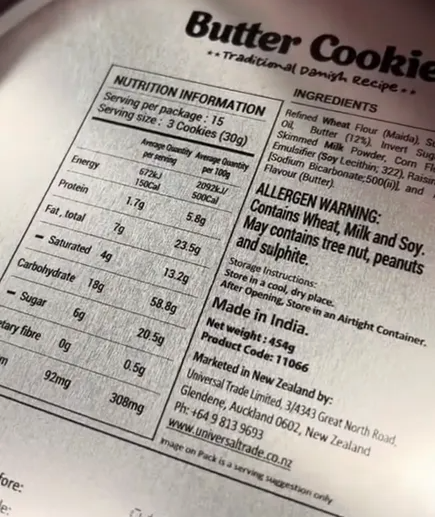 Butter Cookie
Traditional Danish Recipe
NUTRITION INFORMATION
Serving per package : 15
Serving size : 3 Cookies (30g)
Average Quantity per serving Average Quantity per 100g
Energy 672kJ 150Cal 2092kJ/ 500Cal
Protein 1.7g 5.8g
Fat, total 7g 23.5g
– Saturated 4g 13.2g
Carbohydrate 18g 58.8g
– Sugar 6g 20.5g
etary fibre 0g 0.5g
m 92mg 308mg
INGREDIENTS
Refined Wheat Flour (Maida), Su
Oil, Butter (12%), Invert Sug
Skimmed Milk Powder, Corn Fl
Emulsifier (Soy Lecithin; 322), Raisin
[Sodium Bicarbonate;500(ii)], and
Flavour (Butter).
ALLERGEN WARNING:
Contains Wheat, Milk and Soy.
May contains tree nut, peanuts
and sulphite.
Storage Instructions:
Store in a cool, dry place.
After Opening, Store in an Airtight Container.
Made in India.
Net weight : 454g
Product Code: 11066
Marketed in New Zealand by:
Universal Trade Limited, 3/4343 Great North Road,
Glendene, Auckland 0602, New Zealand
Ph: +64 9 813 9693
www.universaltrade.co.nz
Image on Pack is a serving suggestion only
fore: